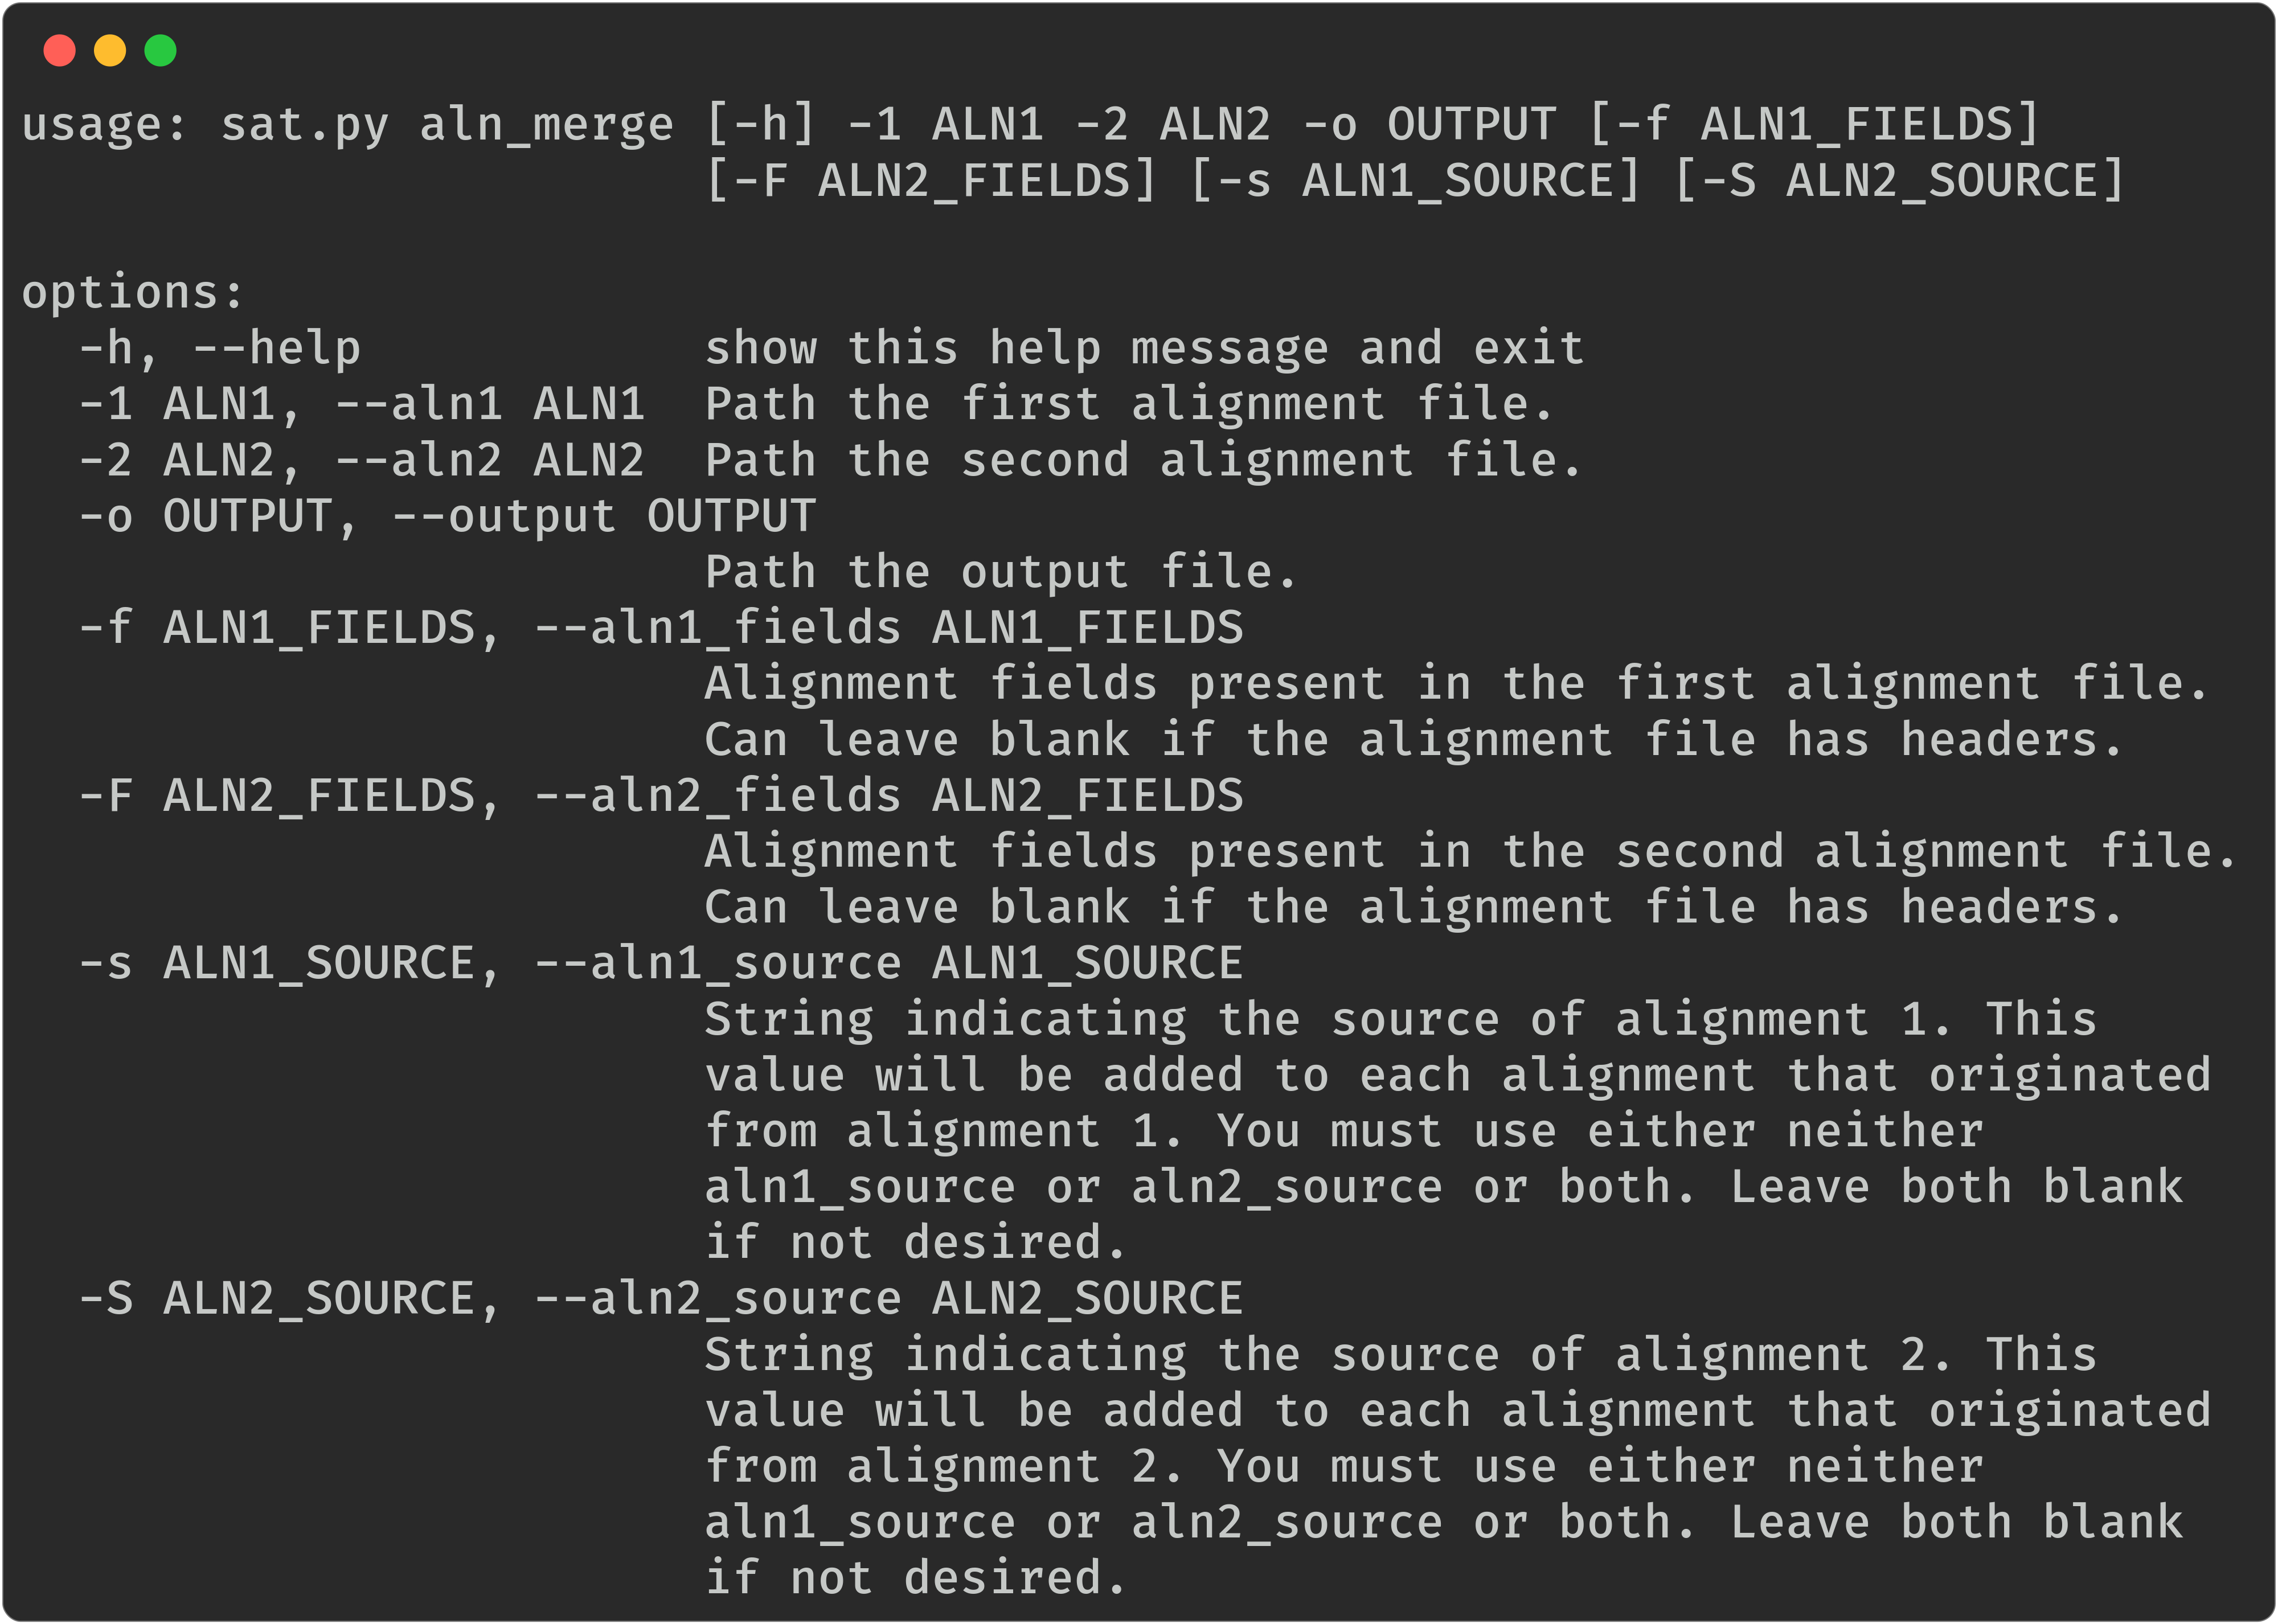 usage: sat.py aln_merge [-h] -1 ALN1 -2 ALN2 -o OUTPUT [-f ALN1_FIELDS]
                        [-F ALN2_FIELDS] [-s ALN1_SOURCE] [-S ALN2_SOURCE]

options:
  -h, --help            show this help message and exit
  -1 ALN1, --aln1 ALN1  Path the first alignment file.
  -2 ALN2, --aln2 ALN2  Path the second alignment file.
  -o OUTPUT, --output OUTPUT
                        Path the output file.
  -f ALN1_FIELDS, --aln1_fields ALN1_FIELDS
                        Alignment fields present in the first alignment file.
                        Can leave blank if the alignment file has headers.
  -F ALN2_FIELDS, --aln2_fields ALN2_FIELDS
                        Alignment fields present in the second alignment file.
                        Can leave blank if the alignment file has headers.
  -s ALN1_SOURCE, --aln1_source ALN1_SOURCE
                        String indicating the source of alignment 1. This
                        value will be added to each alignment that originated
                        from alignment 1. You must use either neither
                        aln1_source or aln2_source or both. Leave both blank
                        if not desired.
  -S ALN2_SOURCE, --aln2_source ALN2_SOURCE
                        String indicating the source of alignment 2. This
                        value will be added to each alignment that originated
                        from alignment 2. You must use either neither
                        aln1_source or aln2_source or both. Leave both blank
                        if not desired.